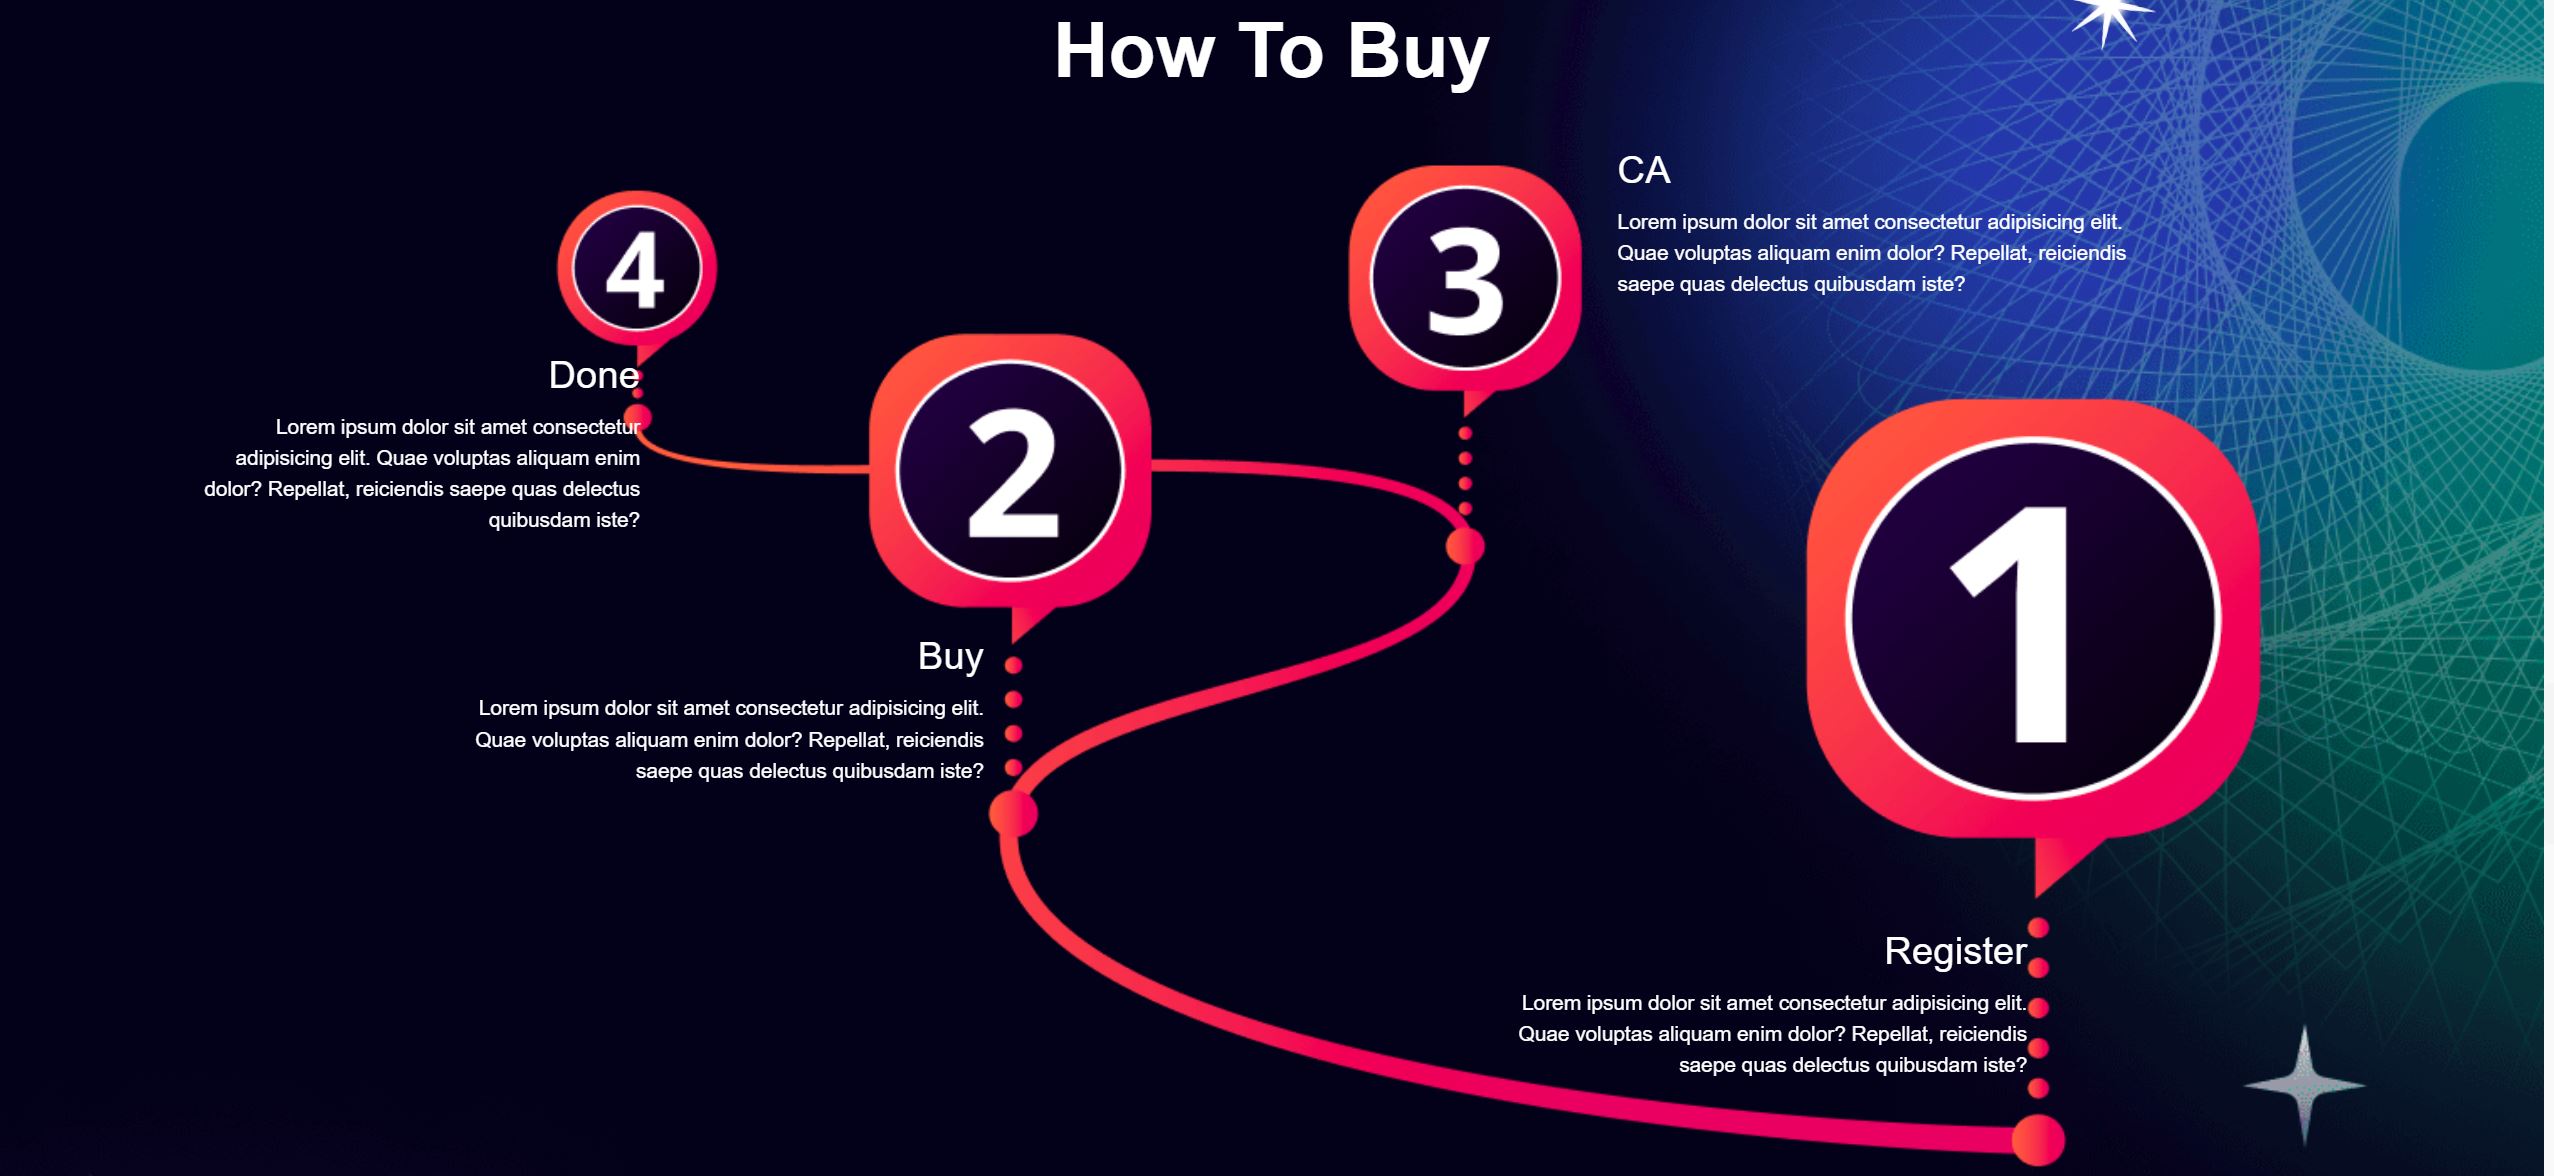 How To Buy
4
Done
Lorem ipsum dolor sit amet consectetur
adipisicing elit. Quae voluptas aliquam enim
dolor? Repellat, reiciendis saepe quas delectus
quibusdam iste?
3
CA
Lorem ipsum dolor sit amet consectetur adipisicing elit.
Quae voluptas aliquam enim dolor? Repellat, reiciendis
saepe quas delectus quibusdam iste?
2
Buy
Lorem ipsum dolor sit amet consectetur adipisicing elit.
Quae voluptas aliquam enim dolor? Repellat, reiciendis
saepe quas delectus quibusdam iste?
1
Register
Lorem ipsum dolor sit amet consectetur adipisicing elit.
Quae voluptas aliquam enim dolor? Repellat, reiciendis
saepe quas delectus quibusdam iste?